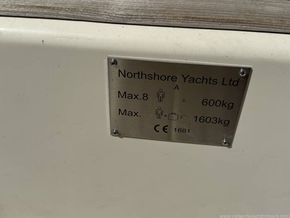 Northshore Yachts Ltd
A
Max.8 = 600kg
Max. + 1603kg
CE 1681